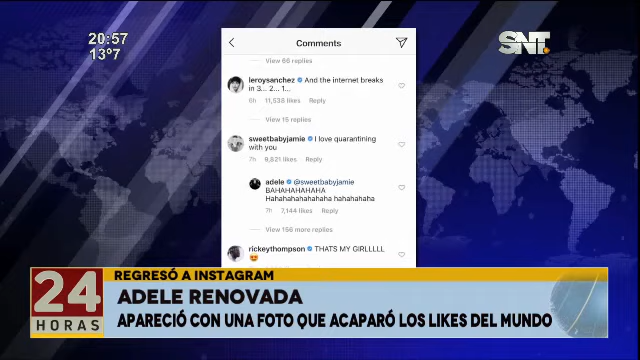 20:57
13°7
SNT
Comments
View 66 replies
leroysanchez And the internet breaks
in 3... 2... 1...
6h 11,538 likes Reply
View 15 replies
sweetbabyjamie I love quarantining
with you
7h 9,821 likes Reply
adele @sweetbabyjamie
BAHAHAHAHAHA
Hahahahahahahaha hahahahaha
7h 7,144 likes Reply
View 156 more replies
rickeythompson THATS MY GIRLLLLL
😍
REGRESÓ A INSTAGRAM
24
HORAS
ADELE RENOVADA
APARECIÓ CON UNA FOTO QUE ACAPARÓ LOS LIKES DEL MUNDO